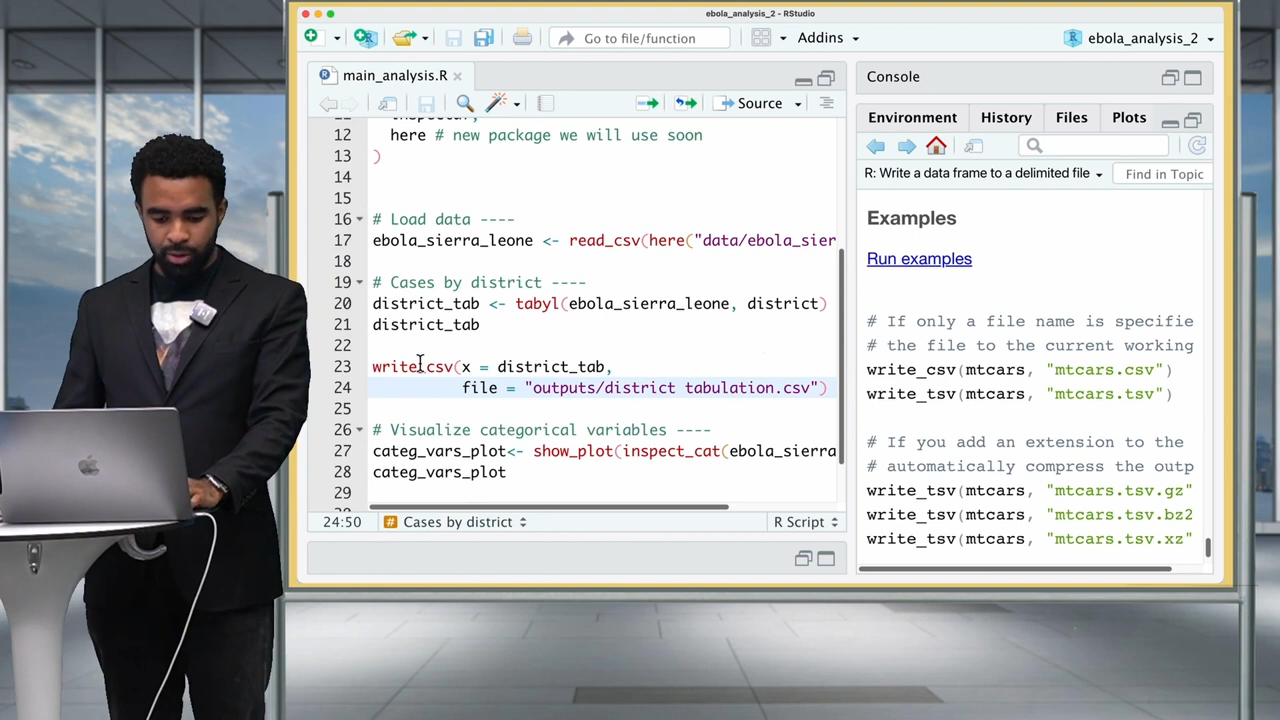 ebola_analysis_2 - RStudio
Go to file/function
Addins
ebola_analysis_2
main_analysis.R
Source
12 here # new package we will use soon
13 )
14
15
16 # Load data ----
17 ebola_sierra_leone <- read_csv(here("data/ebola_sier
18
19 # Cases by district ----
20 district_tab <- tabyl(ebola_sierra_leone, district)
21 district_tab
22
23 write_csv(x = district_tab,
24 file = "outputs/district tabulation.csv")
25
26 # Visualize categorical variables ----
27 categ_vars_plot<- show_plot(inspect_cat(ebola_sierra
28 categ_vars_plot
29
24:50 # Cases by district R Script
Console
Environment History Files Plots
R: Write a data frame to a delimited file
Find in Topic
Examples
Run examples
# If only a file name is specifie
# the file to the current working
write_csv(mtcars, "mtcars.csv")
write_tsv(mtcars, "mtcars.tsv")
# If you add an extension to the
# automatically compress the outp
write_tsv(mtcars, "mtcars.tsv.gz"
write_tsv(mtcars, "mtcars.tsv.bz2
write_tsv(mtcars, "mtcars.tsv.xz"